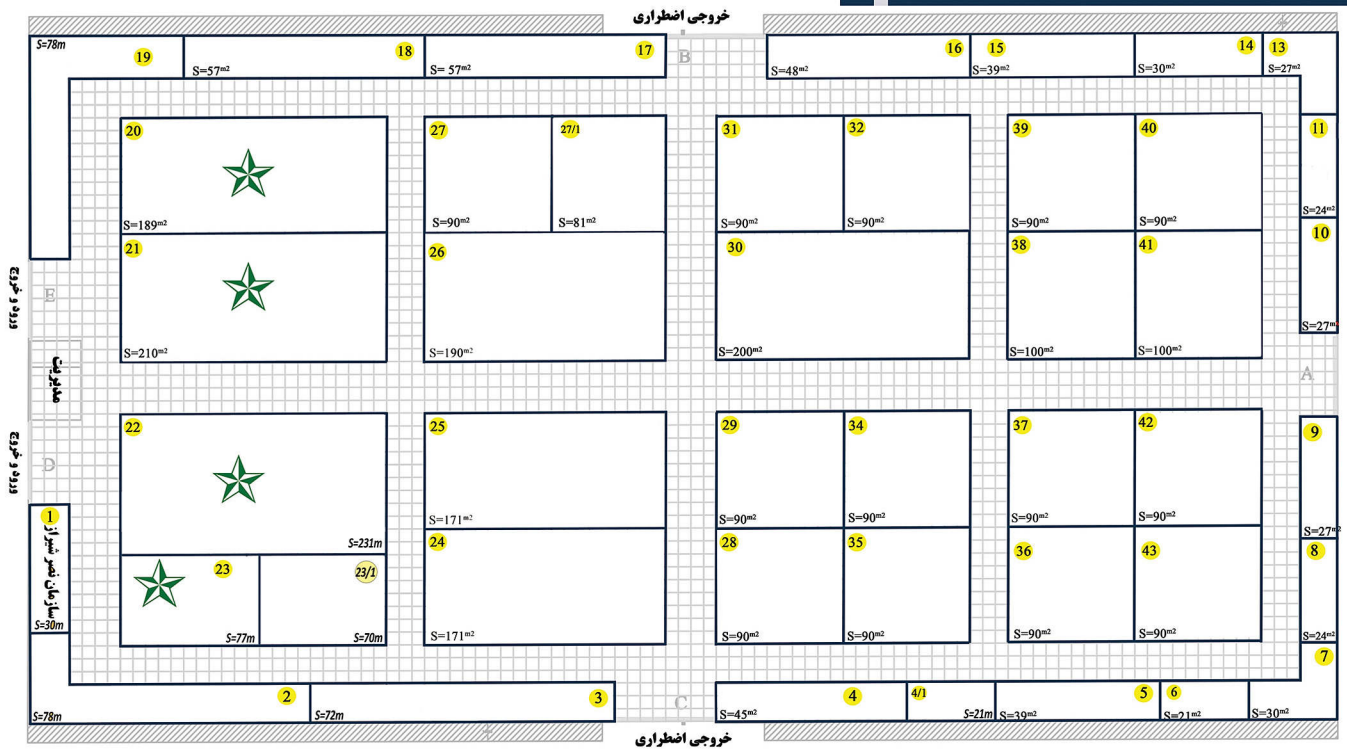 خروجی اضطراری
S=78m
19
18
17
B
16
15
14
13
S=57m²
S= 57m²
S=48m²
S=39m²
S=30m²
S=27m²
20
27
27/1
31
32
39
40
11
S=189m²
S=90m²
S=81m²
S=90m²
S=90m²
S=90m²
S=90m²
S=24m²
21
26
30
38
41
10
ورود و خروج
E
S=210m²
S=190m²
S=200m²
S=100m²
S=100m²
S=27m²
مدیریت
A
22
25
29
34
37
42
9
ورود و خروج
D
S=171m²
S=90m²
S=90m²
S=90m²
S=90m²
S=27m²
1
سازمان نصر شیراز
S=30m
S=231m
24
28
35
36
43
8
23
23/1
S=77m
S=70m
S=171m²
S=90m²
S=90m²
S=90m²
S=90m²
S=24m²
7
2
3
C
4
4/1
5
6
S=78m
S=72m
S=45m²
S=21m
S=39m²
S=21m²
S=30m²
خروجی اضطراری